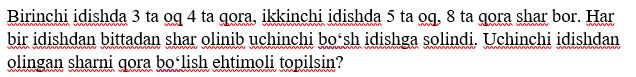 Birinchi idishda 3 ta oq 4 ta qora, ikkinchi idishda 5 ta oq, 8 ta qora shar bor. Har
bir idishdan bittadan shar olinib uchinchi bo‘sh idishga solindi. Uchinchi idishdan
olingan sharni qora bo‘lish ehtimoli topilsin?